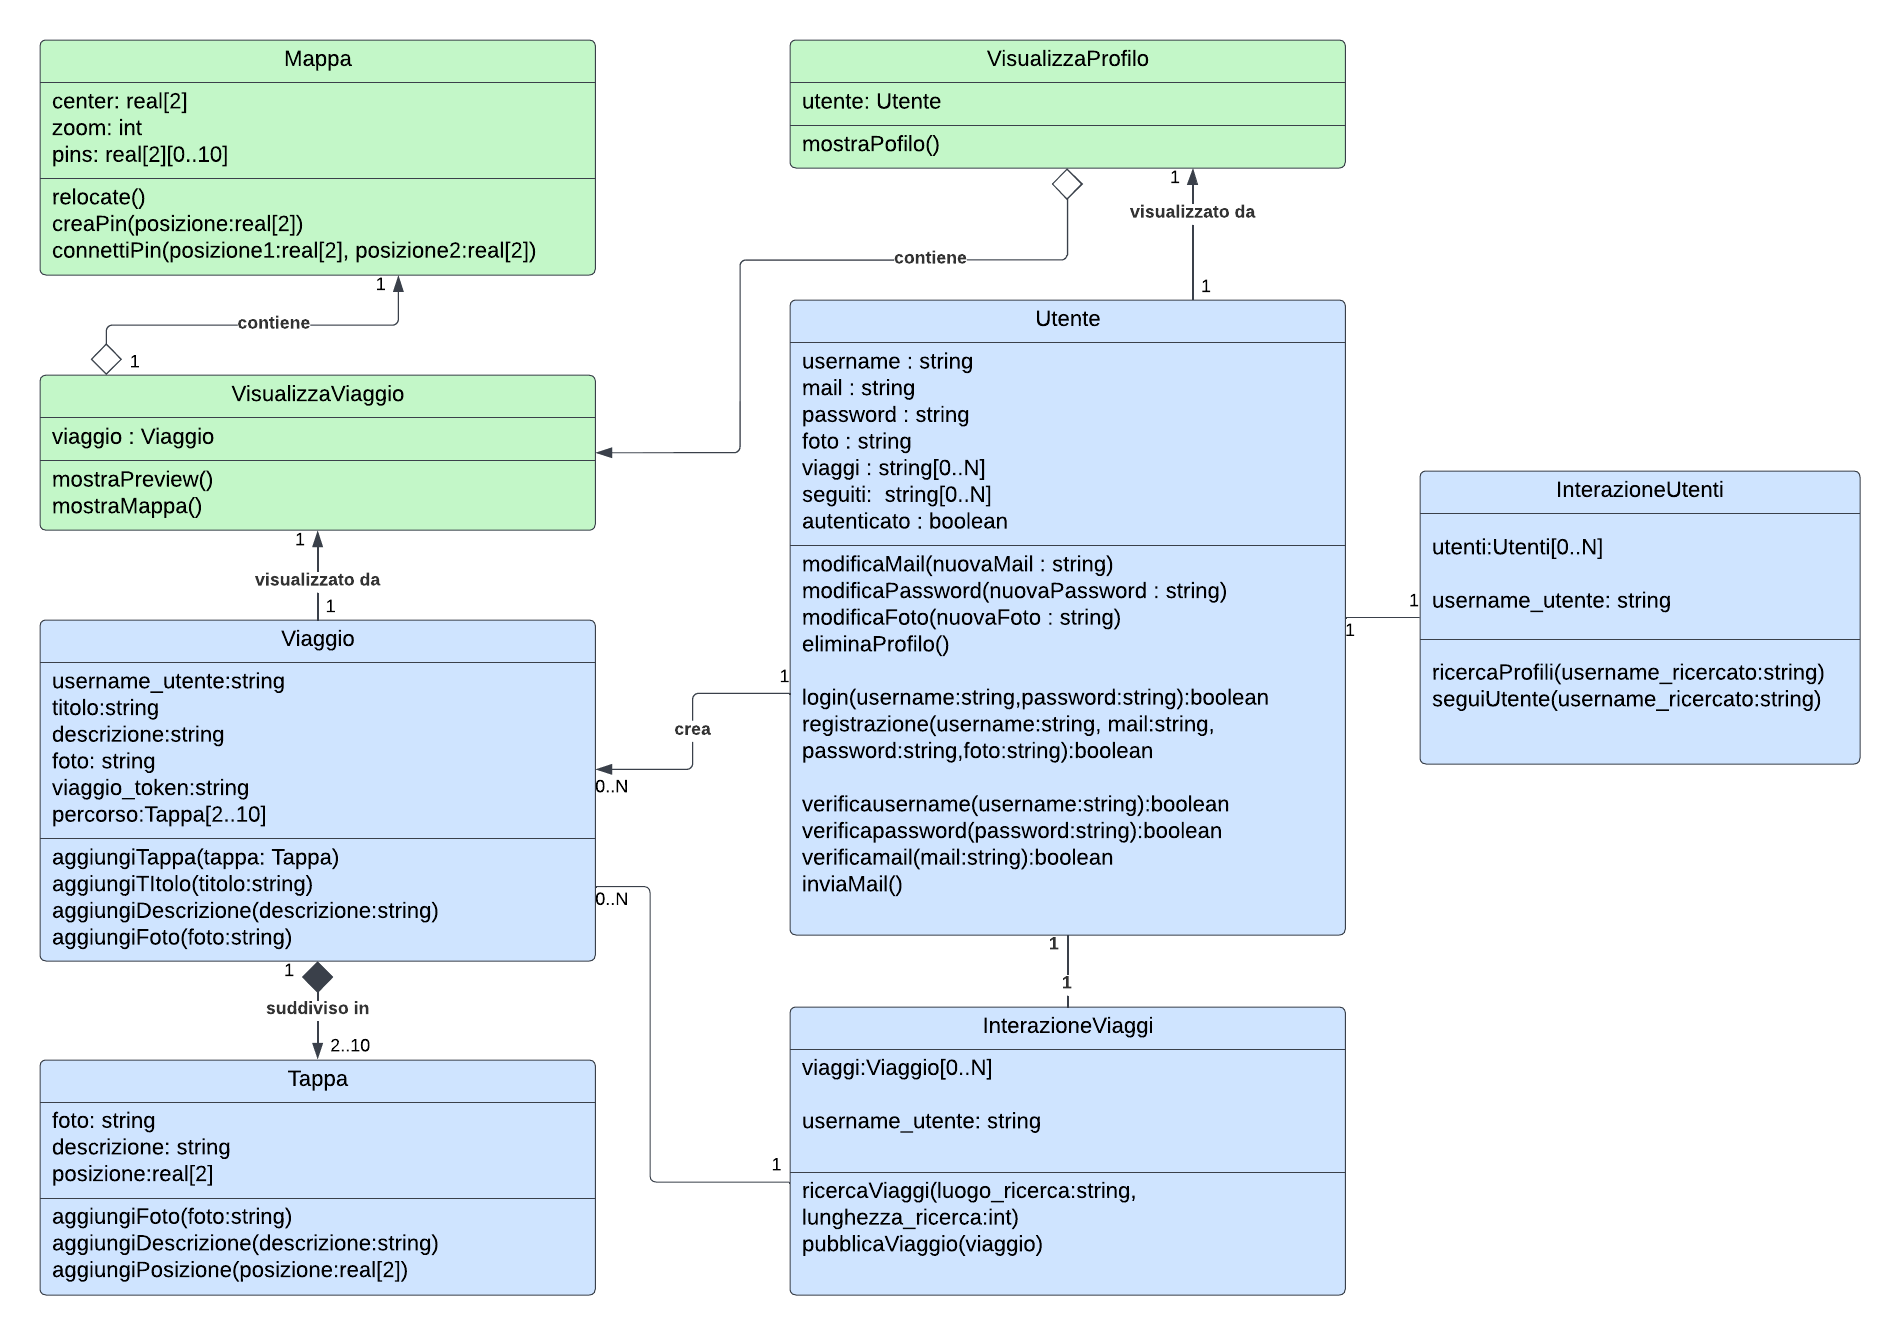 Mappa
center: real[2]
zoom: int
pins: real[2][0..10]
relocate()
creaPin(posizione:real[2])
connettiPin(posizione1:real[2], posizione2:real[2])
1
contiene
1
VisualizzaViaggio
viaggio : Viaggio
mostraPreview()
mostraMappa()
1
visualizzato da
1
Viaggio
username_utente:string
titolo:string
descrizione:string
foto: string
viaggio_token:string
percorso:Tappa[2..10]
aggiungiTappa(tappa: Tappa)
aggiungiTItolo(titolo:string)
aggiungiDescrizione(descrizione:string)
aggiungiFoto(foto:string)
1
suddiviso in
2..10
Tappa
foto: string
descrizione: string
posizione:real[2]
aggiungiFoto(foto:string)
aggiungiDescrizione(descrizione:string)
aggiungiPosizione(posizione:real[2])
VisualizzaProfilo
utente: Utente
mostraPofilo()
1
visualizzato da
contiene
1
Utente
username : string
mail : string
password : string
foto : string
viaggi : string[0..N]
seguiti:  string[0..N]
autenticato : boolean
modificaMail(nuovaMail : string)
modificaPassword(nuovaPassword : string)
modificaFoto(nuovaFoto : string)
eliminaProfilo()
login(username:string,password:string):boolean
registrazione(username:string, mail:string,
password:string,foto:string):boolean
verificausername(username:string):boolean
verificapassword(password:string):boolean
verificamail(mail:string):boolean
inviaMail()
1
crea
0..N
0..N
1
1
1
InterazioneViaggi
viaggi:Viaggio[0..N]
username_utente: string
ricercaViaggi(luogo_ricerca:string,
lunghezza_ricerca:int)
pubblicaViaggio(viaggio)
1
1
InterazioneUtenti
utenti:Utenti[0..N]
username_utente: string
ricercaProfili(username_ricercato:string)
seguiUtente(username_ricercato:string)